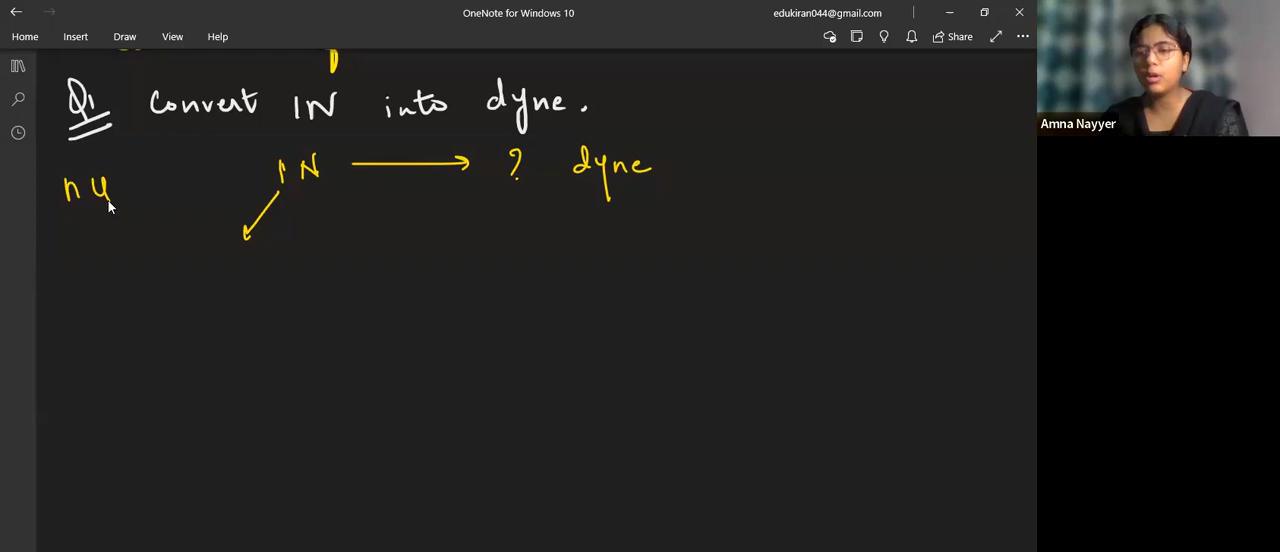 OneNote for Windows 10
edukiran044@gmail.com
Home Insert Draw View Help
Share
Q1 Convert 1N into dyne.
1 N ? dyne
n u
Amna Nayyer